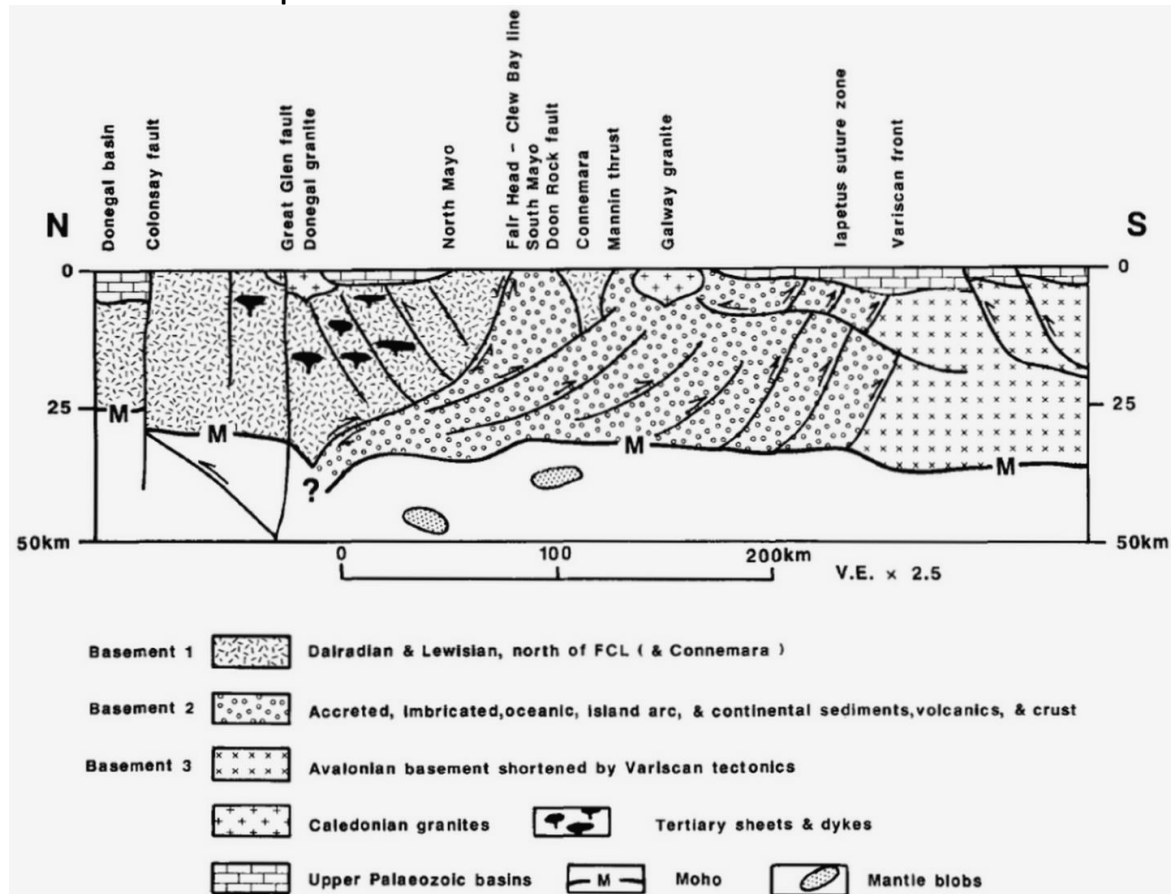 Donegal basin
Colonsay fault
Great Glen fault
Donegal granite
North Mayo
Fair Head - Clew Bay line
South Mayo
Doon Rock fault
Connemara
Mannin thrust
Galway granite
Iapetus suture zone
Variscan front
N
S
0
0
25
M
M
M
M
25
?
50km
50km
0
100
200km
V.E. × 2.5
Basement 1
Dalradian & Lewisian, north of FCL ( & Connemara )
Basement 2
Accreted, imbricated,oceanic, island arc, & continental sediments,volcanics, & crust
Basement 3
Avalonian basement shortened by Variscan tectonics
Caledonian granites
Tertiary sheets & dykes
Upper Palaeozoic basins
M
Moho
Mantle blobs